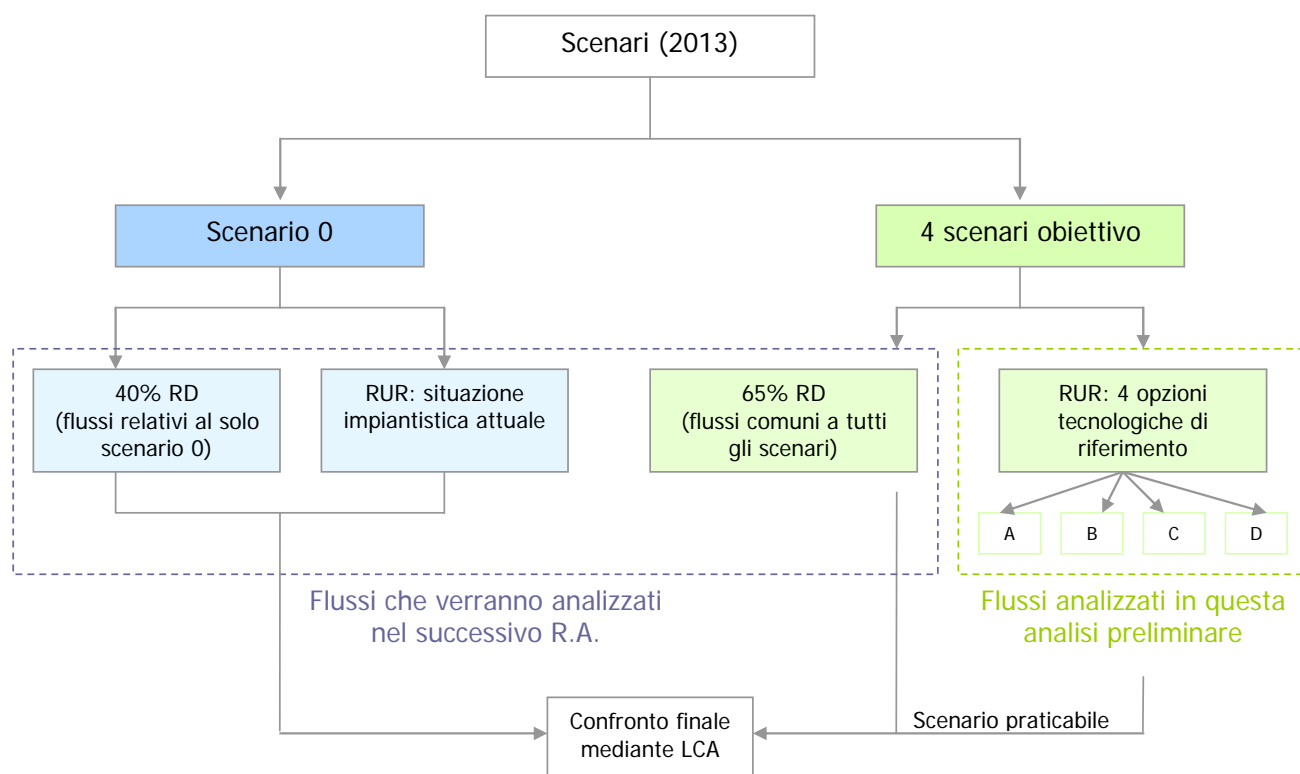 Scenari (2013)
Scenario 0
4 scenari obiettivo
40% RD
(flussi relativi al solo
scenario 0)
RUR: situazione
impiantistica attuale
65% RD
(flussi comuni a tutti
gli scenari)
RUR: 4 opzioni
tecnologiche di
riferimento
A
B
C
D
Flussi che verranno analizzati
nel successivo R.A.
Flussi analizzati in questa
analisi preliminare
Confronto finale
mediante LCA
Scenario praticabile